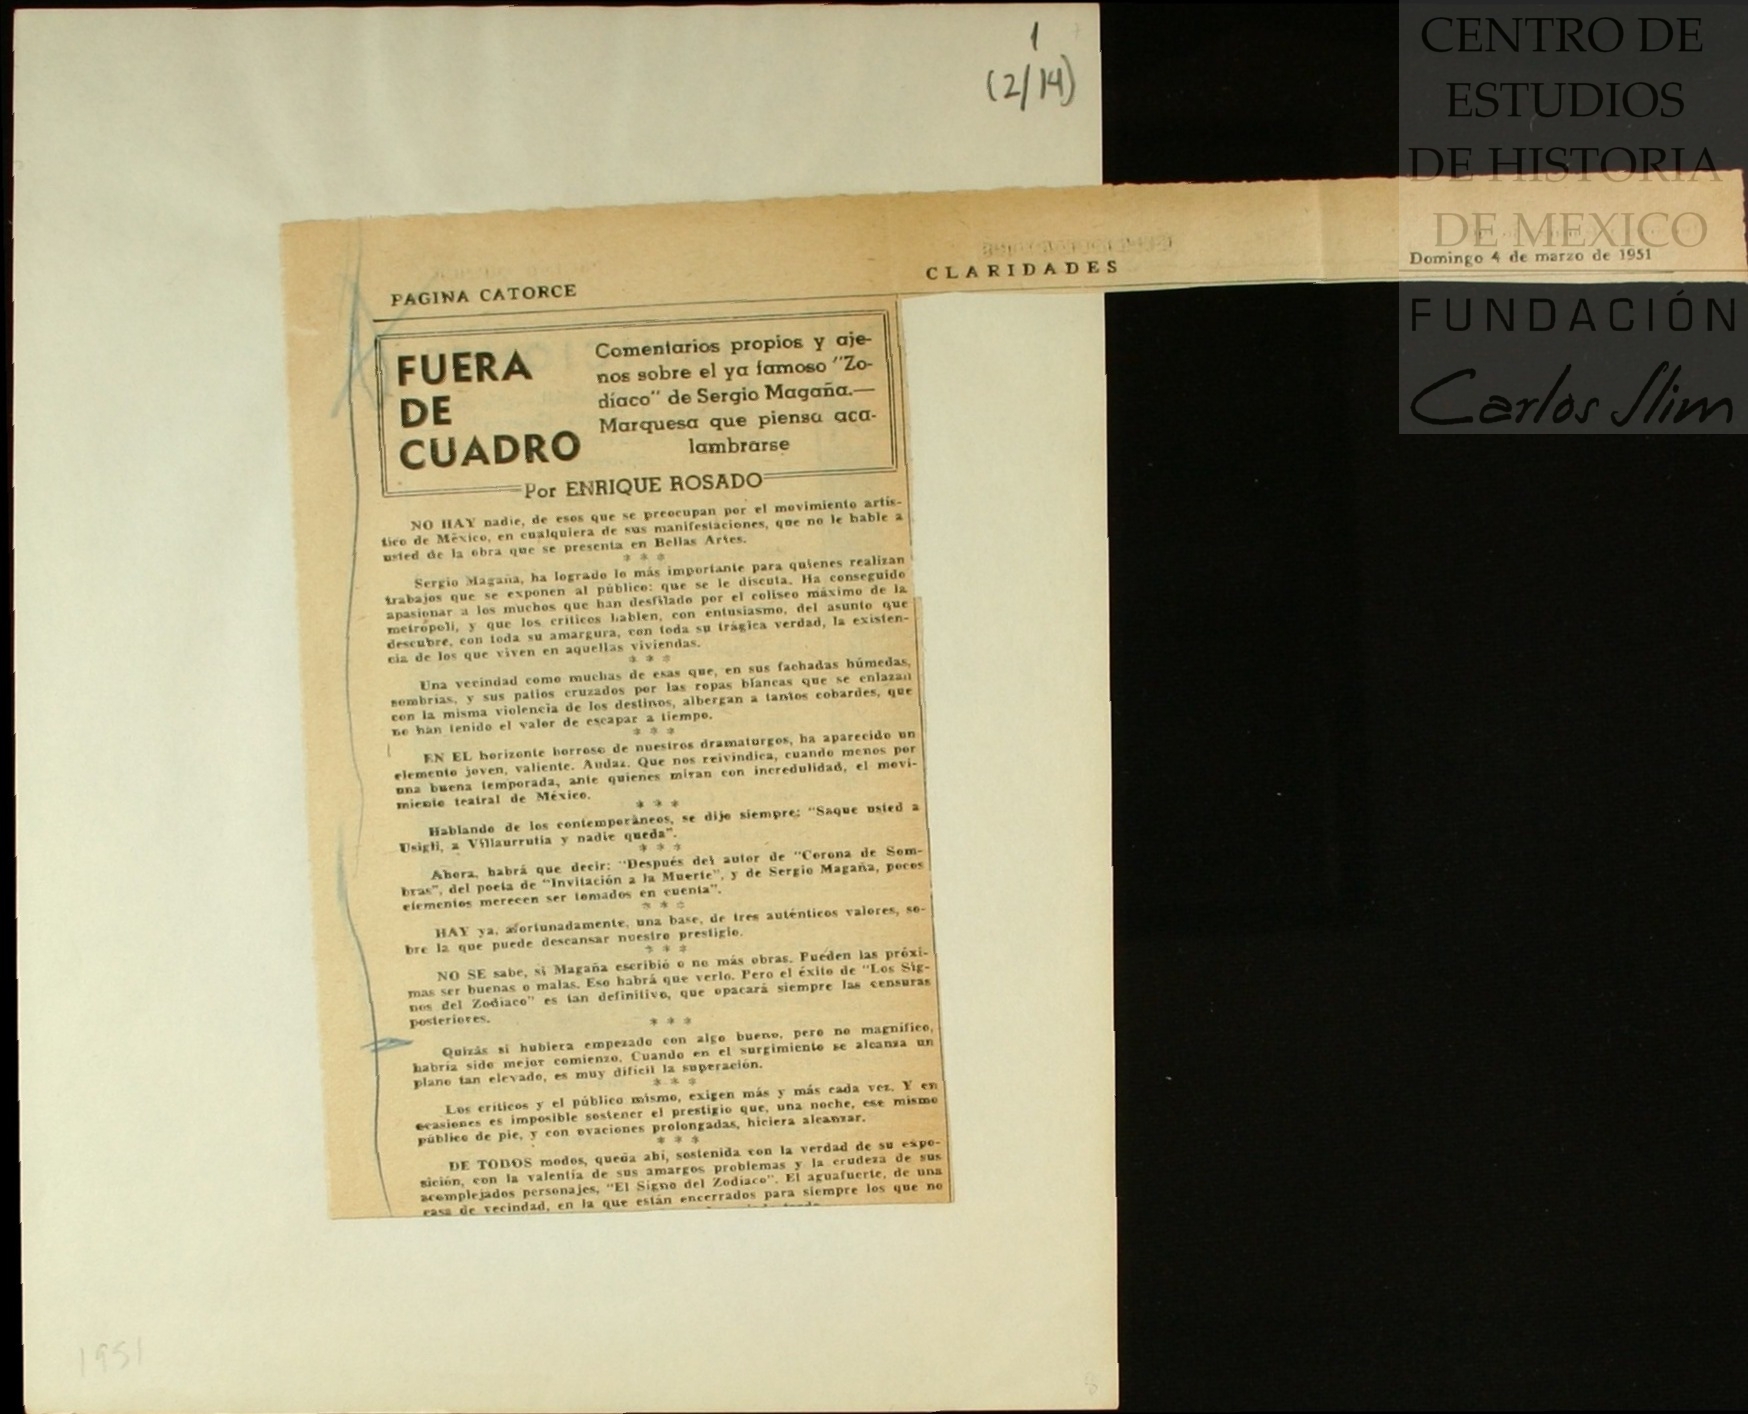 1
(2/14)
CENTRO DE
ESTUDIOS
DE HISTORIA
DE MEXICO
FUNDACIÓN
Carlos Slim
PAGINA CATORCE
CLARIDADES
Domingo 4 de marzo de 1951
FUERA
DE
CUADRO
Comentarios propios y aje-
nos sobre el ya famoso "Zo-
díaco" de Sergio Magaña.—
Marquesa que piensa aca-
lambrarse
Por ENRIQUE ROSADO
NO HAY nadie, de esos que se preocupan por el movimiento artís-
tico de México, en cualquiera de sus manifestaciones, que no le hable a
usted de la obra que se presenta en Bellas Artes.
* * *
Sergio Magaña, ha logrado lo más importante para quienes realizan
trabajos que se exponen al público: que se le discuta. Ha conseguido
apasionar a los muchos que han desfilado por el coliseo máximo de la
metrópoli, y que los críticos hablen, con entusiasmo, del asunto que
descubre, con toda su amargura, con toda su trágica verdad, la existen-
cia de los que viven en aquellas viviendas.
* * *
Una vecindad como muchas de esas que, en sus fachadas húmedas,
sombrías, y sus patios cruzados por las ropas blancas que se enlazan
con la misma violencia de los destinos, albergan a tantos cobardes, que
no han tenido el valor de escapar a tiempo.
* * *
EN EL horizonte borroso de nuestros dramaturgos, ha aparecido un
elemento joven, valiente. Audaz. Que nos reivindica, cuando menos por
una buena temporada, ante quienes miran con incredulidad, el movi-
miento teatral de México.
* * *
Hablando de los contemporáneos, se dijo siempre: "Saque usted a
Usigli, a Villaurrutia y nadie queda".
* * *
Ahora, habrá que decir: "Después del autor de "Corona de Som-
bras", del poeta de "Invitación a la Muerte", y de Sergio Magaña, pocos
elementos merecen ser tomados en cuenta".
* * *
HAY ya, afortunadamente, una base, de tres auténticos valores, so-
bre la que puede descansar nuestro prestigio.
* * *
NO SE sabe, si Magaña escribió o no más obras. Pueden las próxi-
mas ser buenas o malas. Eso habrá que verlo. Pero el éxito de "Los Sig-
nos del Zodíaco" es tan definitivo, que opacará siempre las censuras
posteriores.
* * *
Quizás si hubiera empezado con algo bueno, pero no magnífico,
habría sido mejor comienzo. Cuando en el surgimiento se alcanza un
plano tan elevado, es muy difícil la superación.
* * *
Los críticos y el público mismo, exigen más y más cada vez. Y en
ocasiones es imposible sostener el prestigio que, una noche, ese mismo
público de pie, y con ovaciones prolongadas, hiciera alcanzar.
* * *
DE TODOS modos, queda ahí, sostenida con la verdad de su expo-
sición, con la valentía de sus amargos problemas y la crudeza de sus
acomplejados personajes, "El Signo del Zodíaco". El aguafuerte, de una
casa de vecindad, en la que están encerrados para siempre los que no
1951
8